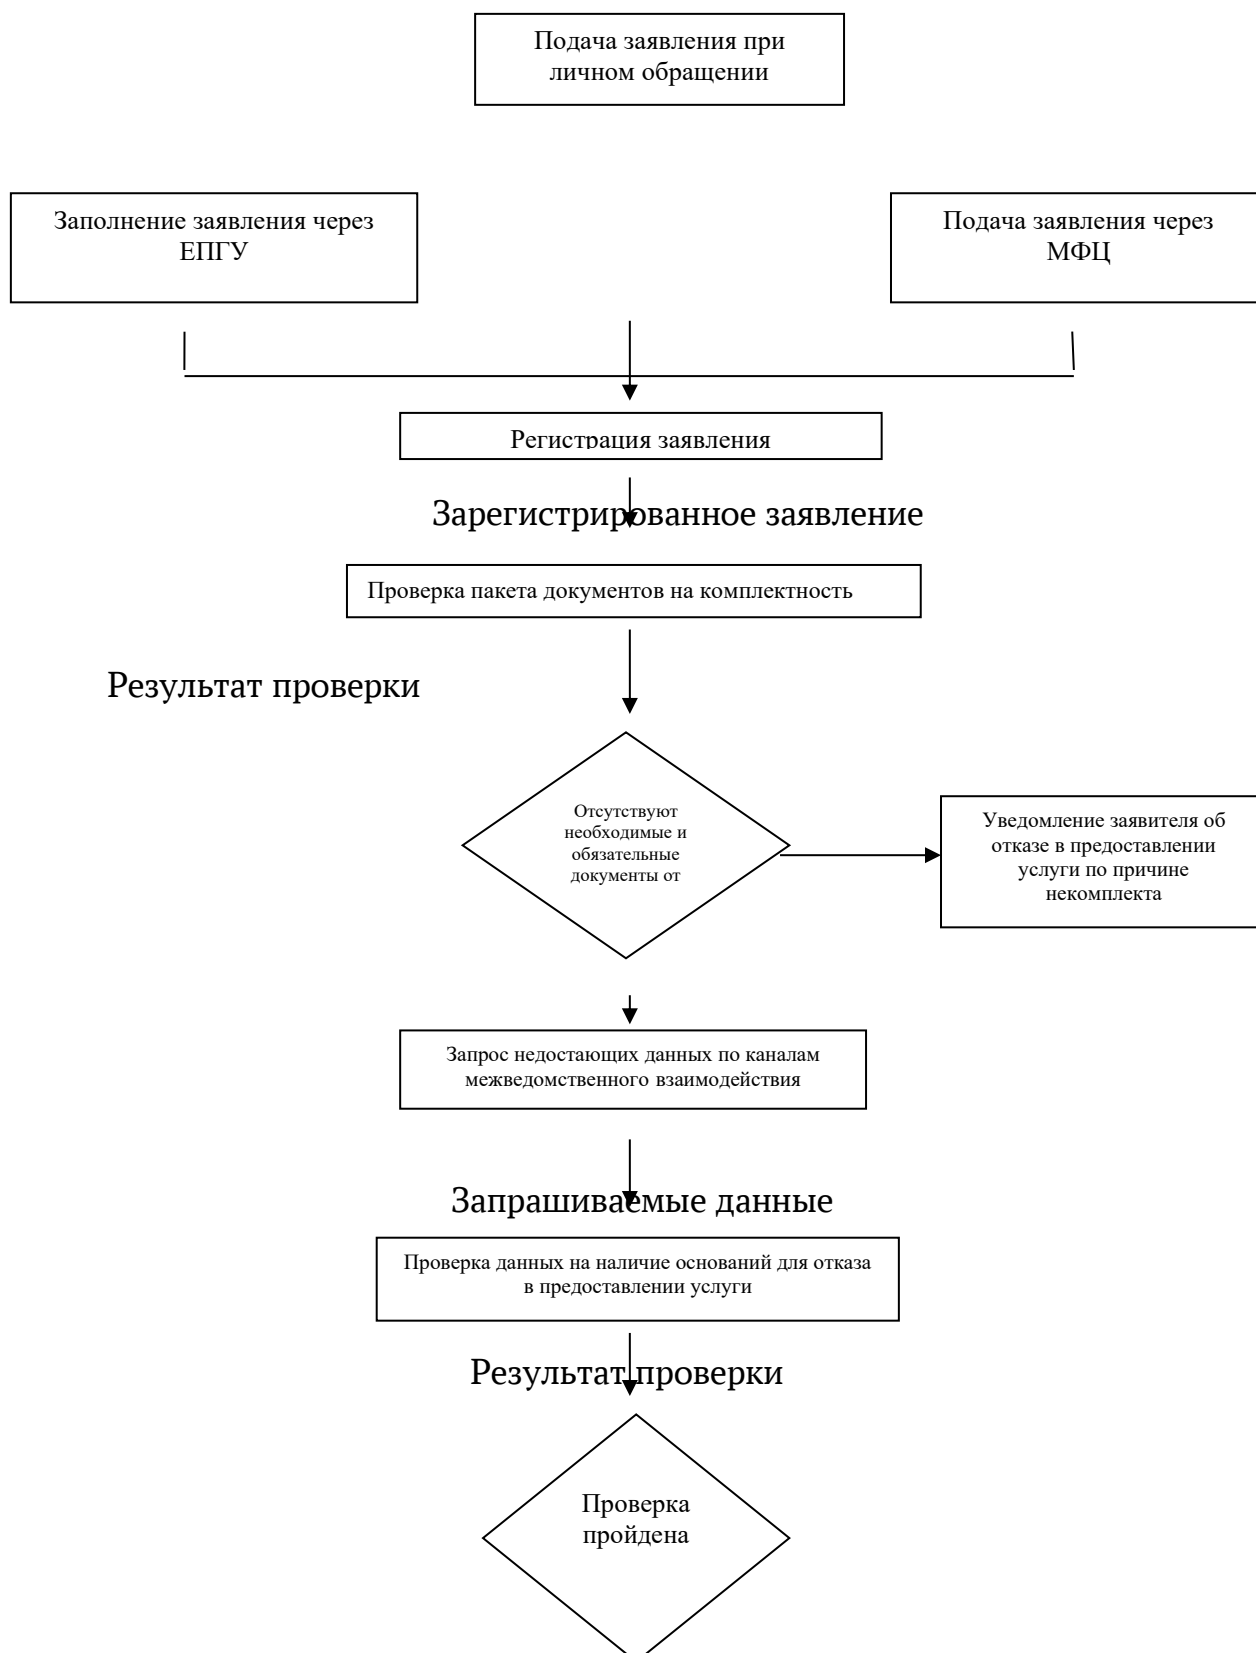 Подача заявления при
личном обращении
Заполнение заявления через
ЕПГУ
Подача заявления через
МФЦ
Регистрация заявления
Зарегистрированное заявление
Проверка пакета документов на комплектность
Результат проверки
Отсутствуют
необходимые и
обязательные
документы от
Уведомление заявителя об
отказе в предоставлении
услуги по причине
некомплекта
Запрос недостающих данных по каналам
межведомственного взаимодействия
Запрашиваемые данные
Проверка данных на наличие оснований для отказа
в предоставлении услуги
Результат проверки
Проверка
пройдена